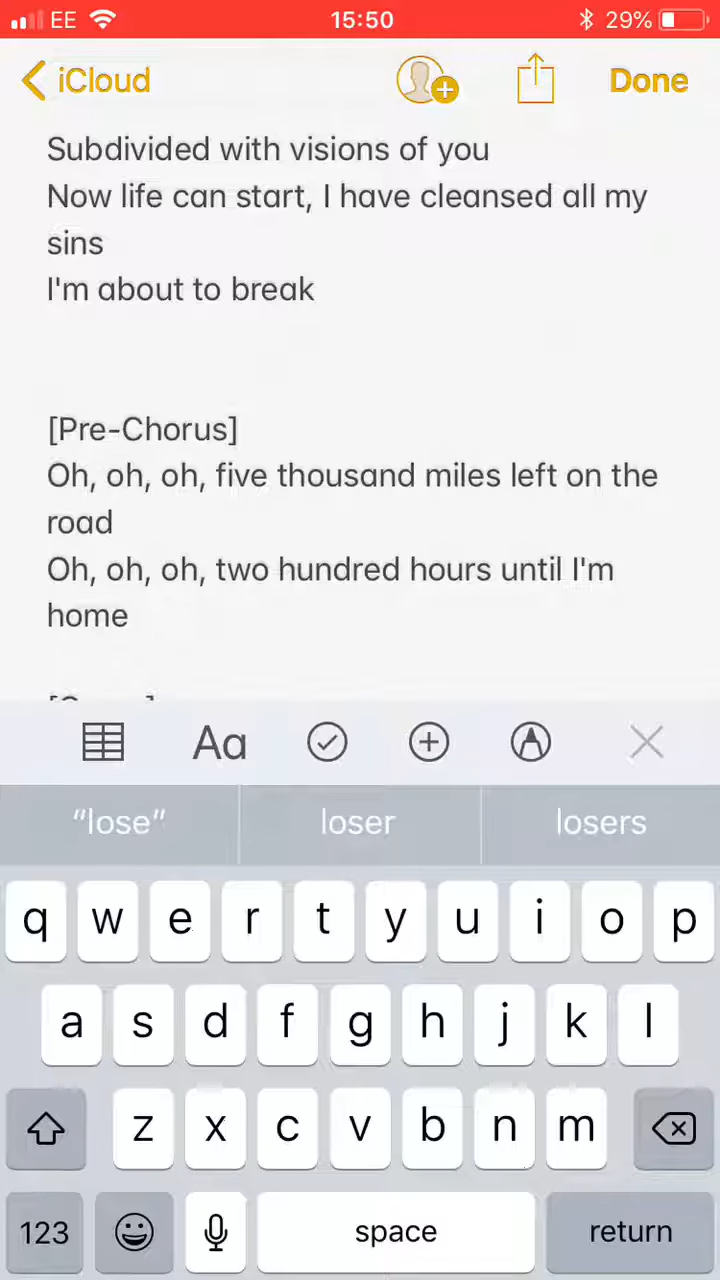 EE 15:50 29%
iCloud Done
Subdivided with visions of you
Now life can start, I have cleansed all my
sins
I'm about to break
[Pre-Chorus]
Oh, oh, oh, five thousand miles left on the
road
Oh, oh, oh, two hundred hours until I'm
home
Aa
“lose” loser losers
q w e r t y u i o p
a s d f g h j k l
z x c v b n m
123 space return